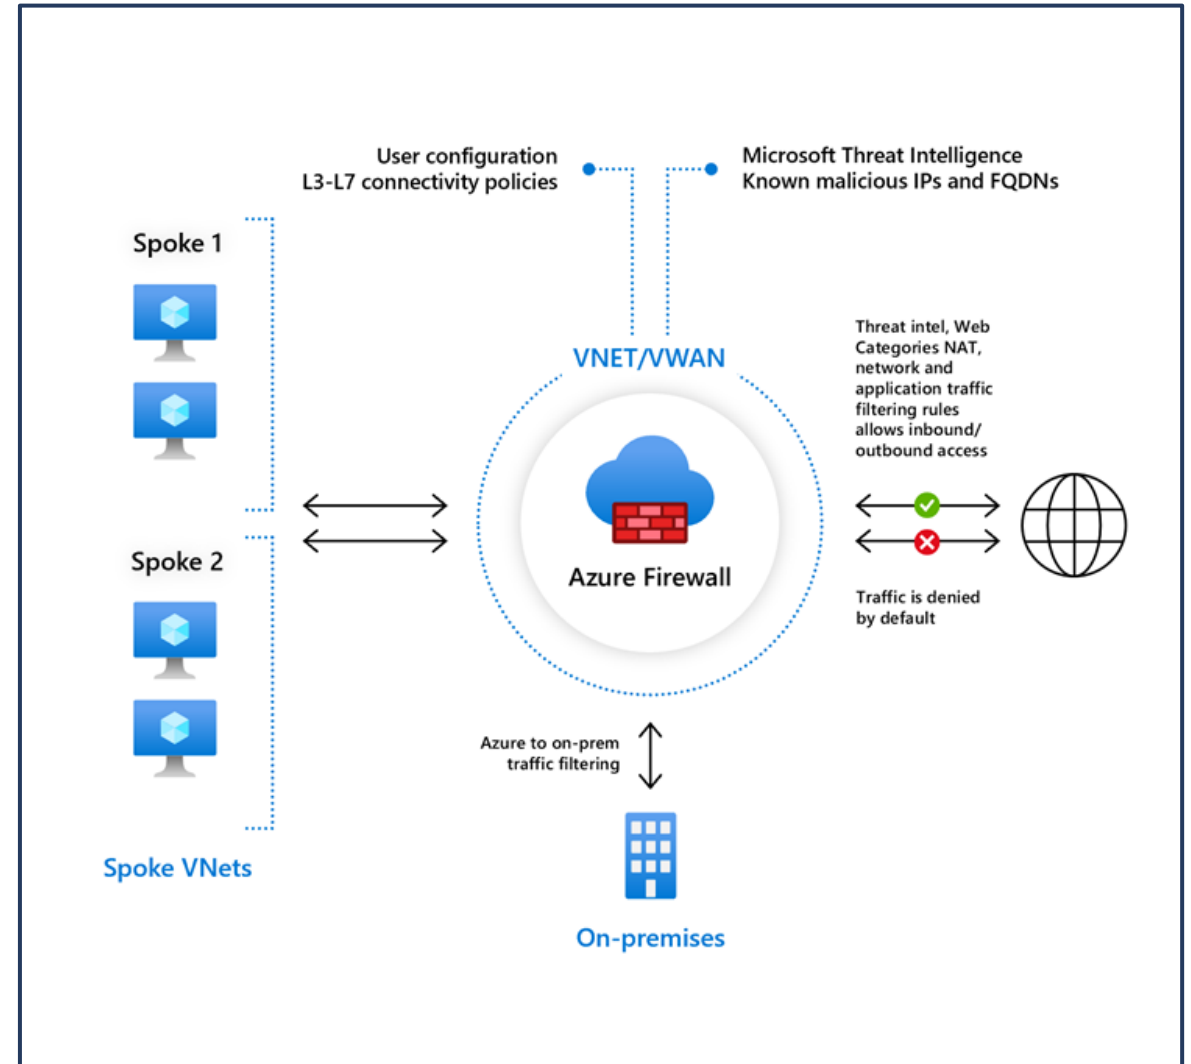 User configuration
L3-L7 connectivity policies
Microsoft Threat Intelligence
Known malicious IPs and FQDNs
Spoke 1
Spoke 2
Spoke VNets
VNET/VWAN
Azure Firewall
Threat intel, Web
Categories NAT,
network and
application traffic
filtering rules
allows inbound/
outbound access
Traffic is denied
by default
Azure to on-prem
traffic filtering
On-premises